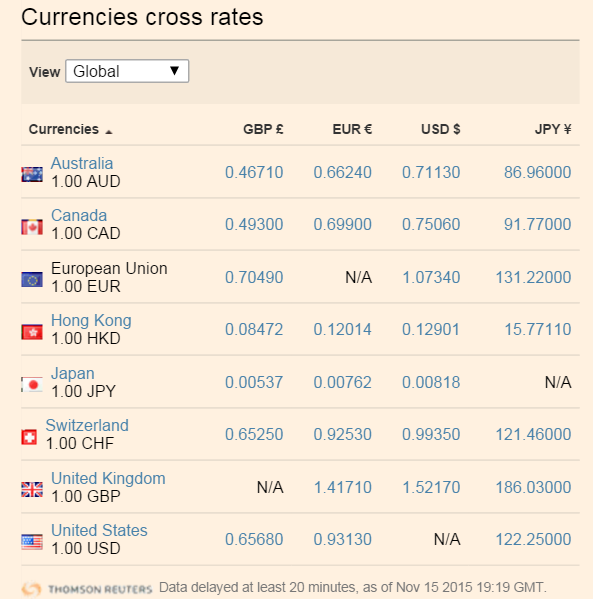 Currencies cross rates
View Global
Currencies GBP £ EUR € USD $ JPY ¥
Australia
1.00 AUD 0.46710 0.66240 0.71130 86.96000
Canada
1.00 CAD 0.49300 0.69900 0.75060 91.77000
European Union
1.00 EUR 0.70490 N/A 1.07340 131.22000
Hong Kong
1.00 HKD 0.08472 0.12014 0.12901 15.77110
Japan
1.00 JPY 0.00537 0.00762 0.00818 N/A
Switzerland
1.00 CHF 0.65250 0.92530 0.99350 121.46000
United Kingdom
1.00 GBP N/A 1.41710 1.52170 186.03000
United States
1.00 USD 0.65680 0.93130 N/A 122.25000
THOMSON REUTERS Data delayed at least 20 minutes, as of Nov 15 2015 19:19 GMT.